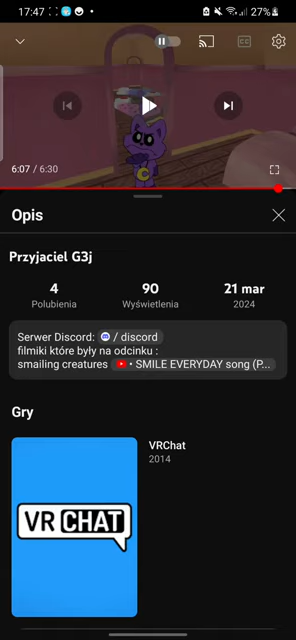 17:47
27%
CC
6:07 / 6:30
Opis
Przyjaciel G3j
4 90 21 mar
Polubienia Wyświetlenia 2024
Serwer Discord: / discord
filmiki które były na odcinku :
smailing creatures • SMILE EVERYDAY song (P...
Gry
VRChat
2014
VR CHAT